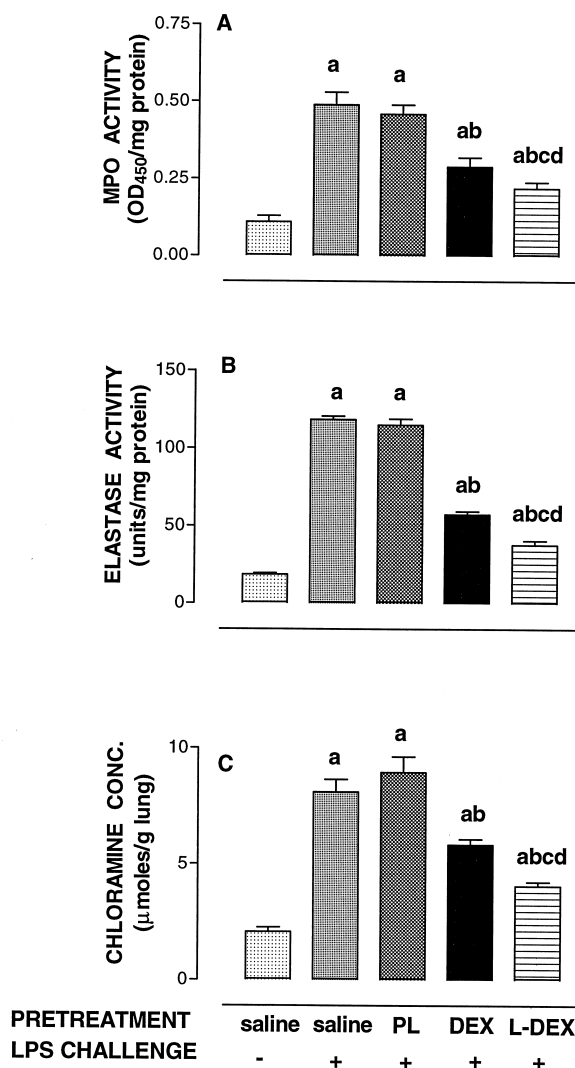 A
0.75
0.50
0.25
0.00
MPO ACTIVITY
(OD450/mg protein)
a
a
ab
abcd
B
150
100
50
0
ELASTASE ACTIVITY
(units/mg protein)
a
a
ab
abcd
C
10
5
0
CHLORAMINE CONC.
(μmoles/g lung)
a
a
ab
abcd
PRETREATMENT saline saline PL DEX L-DEX
LPS CHALLENGE - + + + +